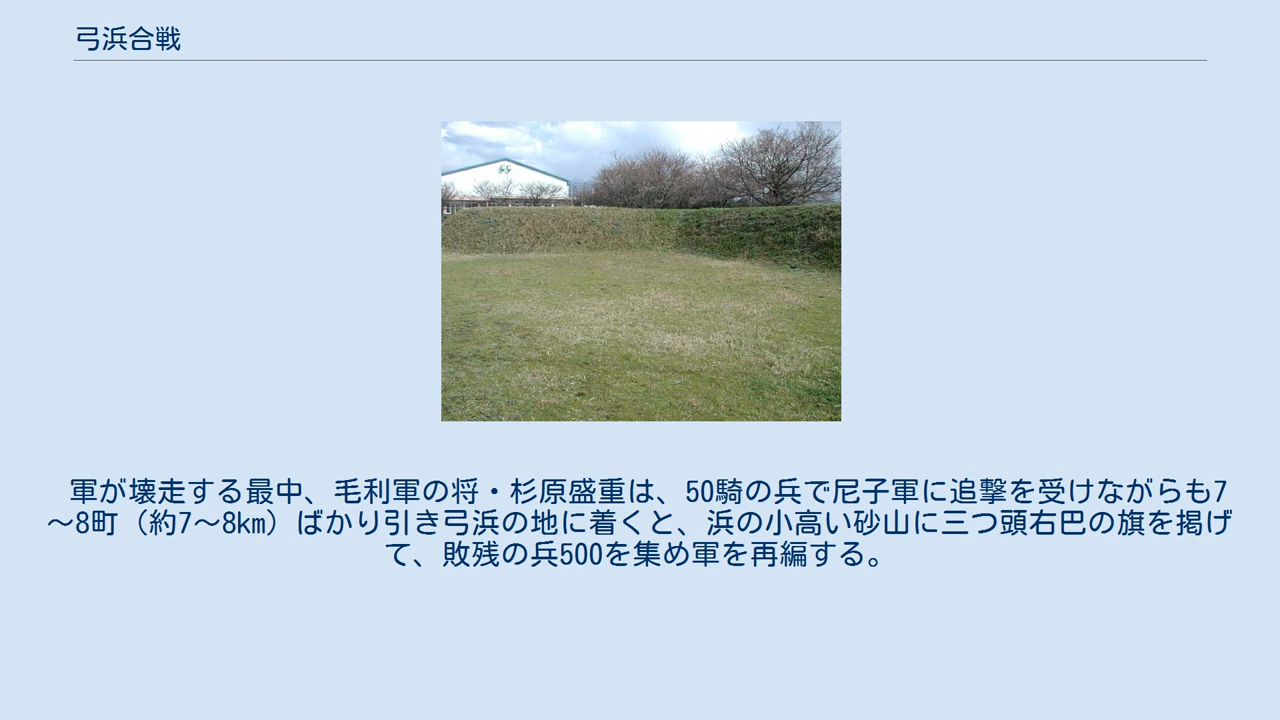 弓浜合戦
軍が壊走する最中、毛利軍の将・杉原盛重は、50騎の兵で尼子軍に追撃を受けながらも7
～8町（約7～8km）ばかり引き弓浜の地に着くと、浜の小高い砂山に三つ頭右巴の旗を掲げ
て、敗残の兵500を集め軍を再編する。